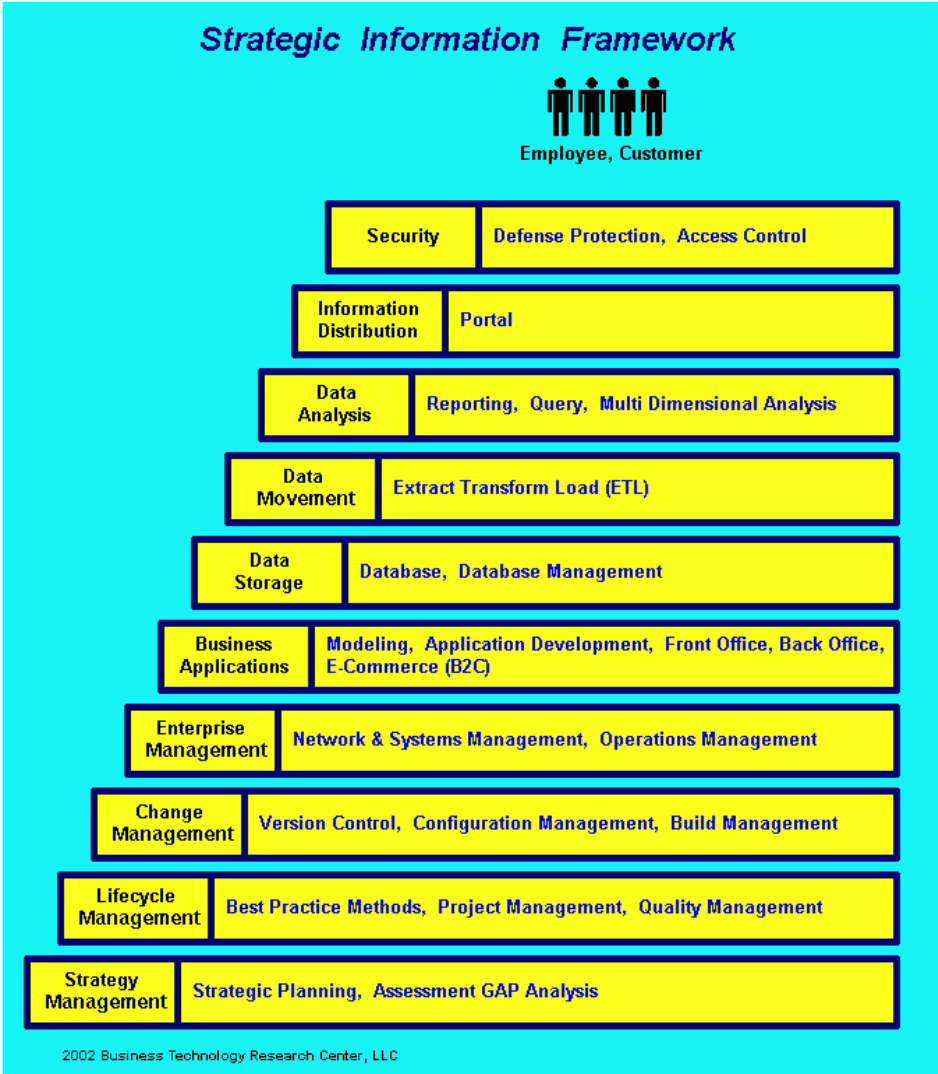 Strategic Information Framework
Employee, Customer
Security
Defense Protection, Access Control
Information
Distribution
Portal
Data
Analysis
Reporting, Query, Multi Dimensional Analysis
Data
Movement
Extract Transform Load (ETL)
Data
Storage
Database, Database Management
Business
Applications
Modeling, Application Development, Front Office, Back Office,
E-Commerce (B2C)
Enterprise
Management
Network & Systems Management, Operations Management
Change
Management
Version Control, Configuration Management, Build Management
Lifecycle
Management
Best Practice Methods, Project Management, Quality Management
Strategy
Management
Strategic Planning, Assessment GAP Analysis
2002 Business Technology Research Center, LLC